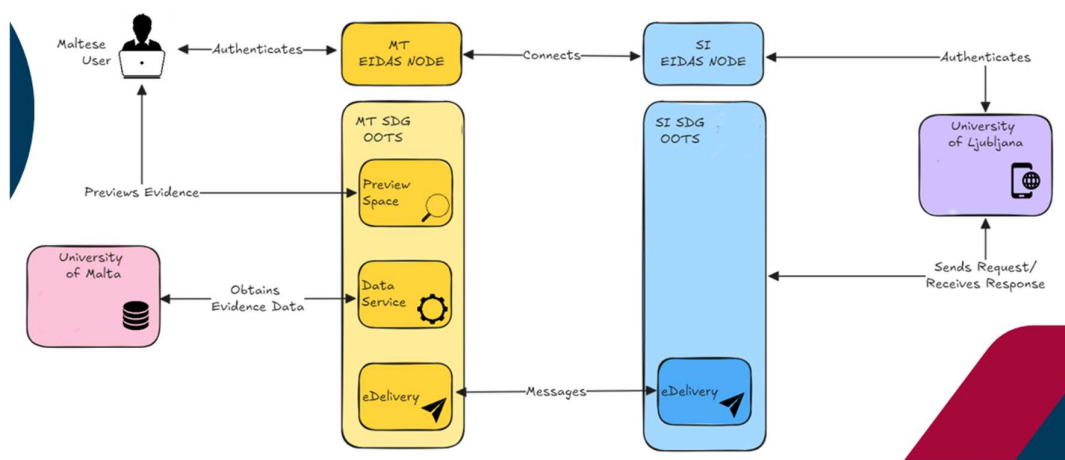 Maltese
User
Authenticates
MT
EIDAS NODE
Connects
SI
EIDAS NODE
Authenticates
MT SDG
OOTS
SI SDG
OOTS
University
of Ljubljana
Previews Evidence
Preview
Space
University
of Malta
Obtains
Evidence Data
Data
Service
Sends Request/
Receives Response
eDelivery
Messages
eDelivery